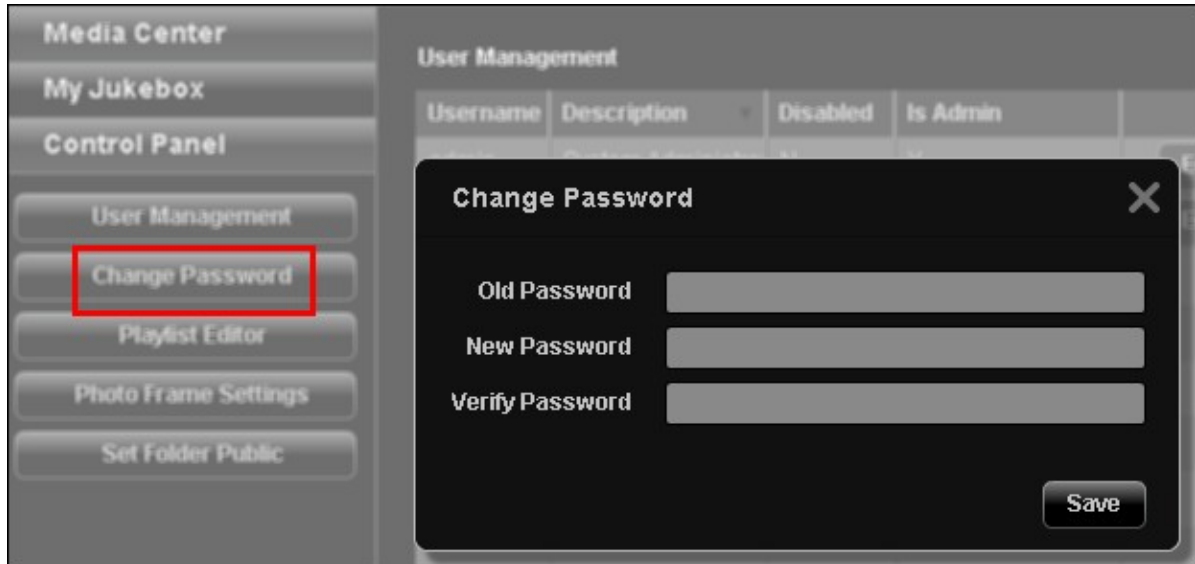 Media Center
My Jukebox
Control Panel
User Management
Change Password
Playlist Editor
Photo Frame Settings
Set Folder Public
User Management
Username Description Disabled Is Admin
Change Password
Old Password
New Password
Verify Password
Save